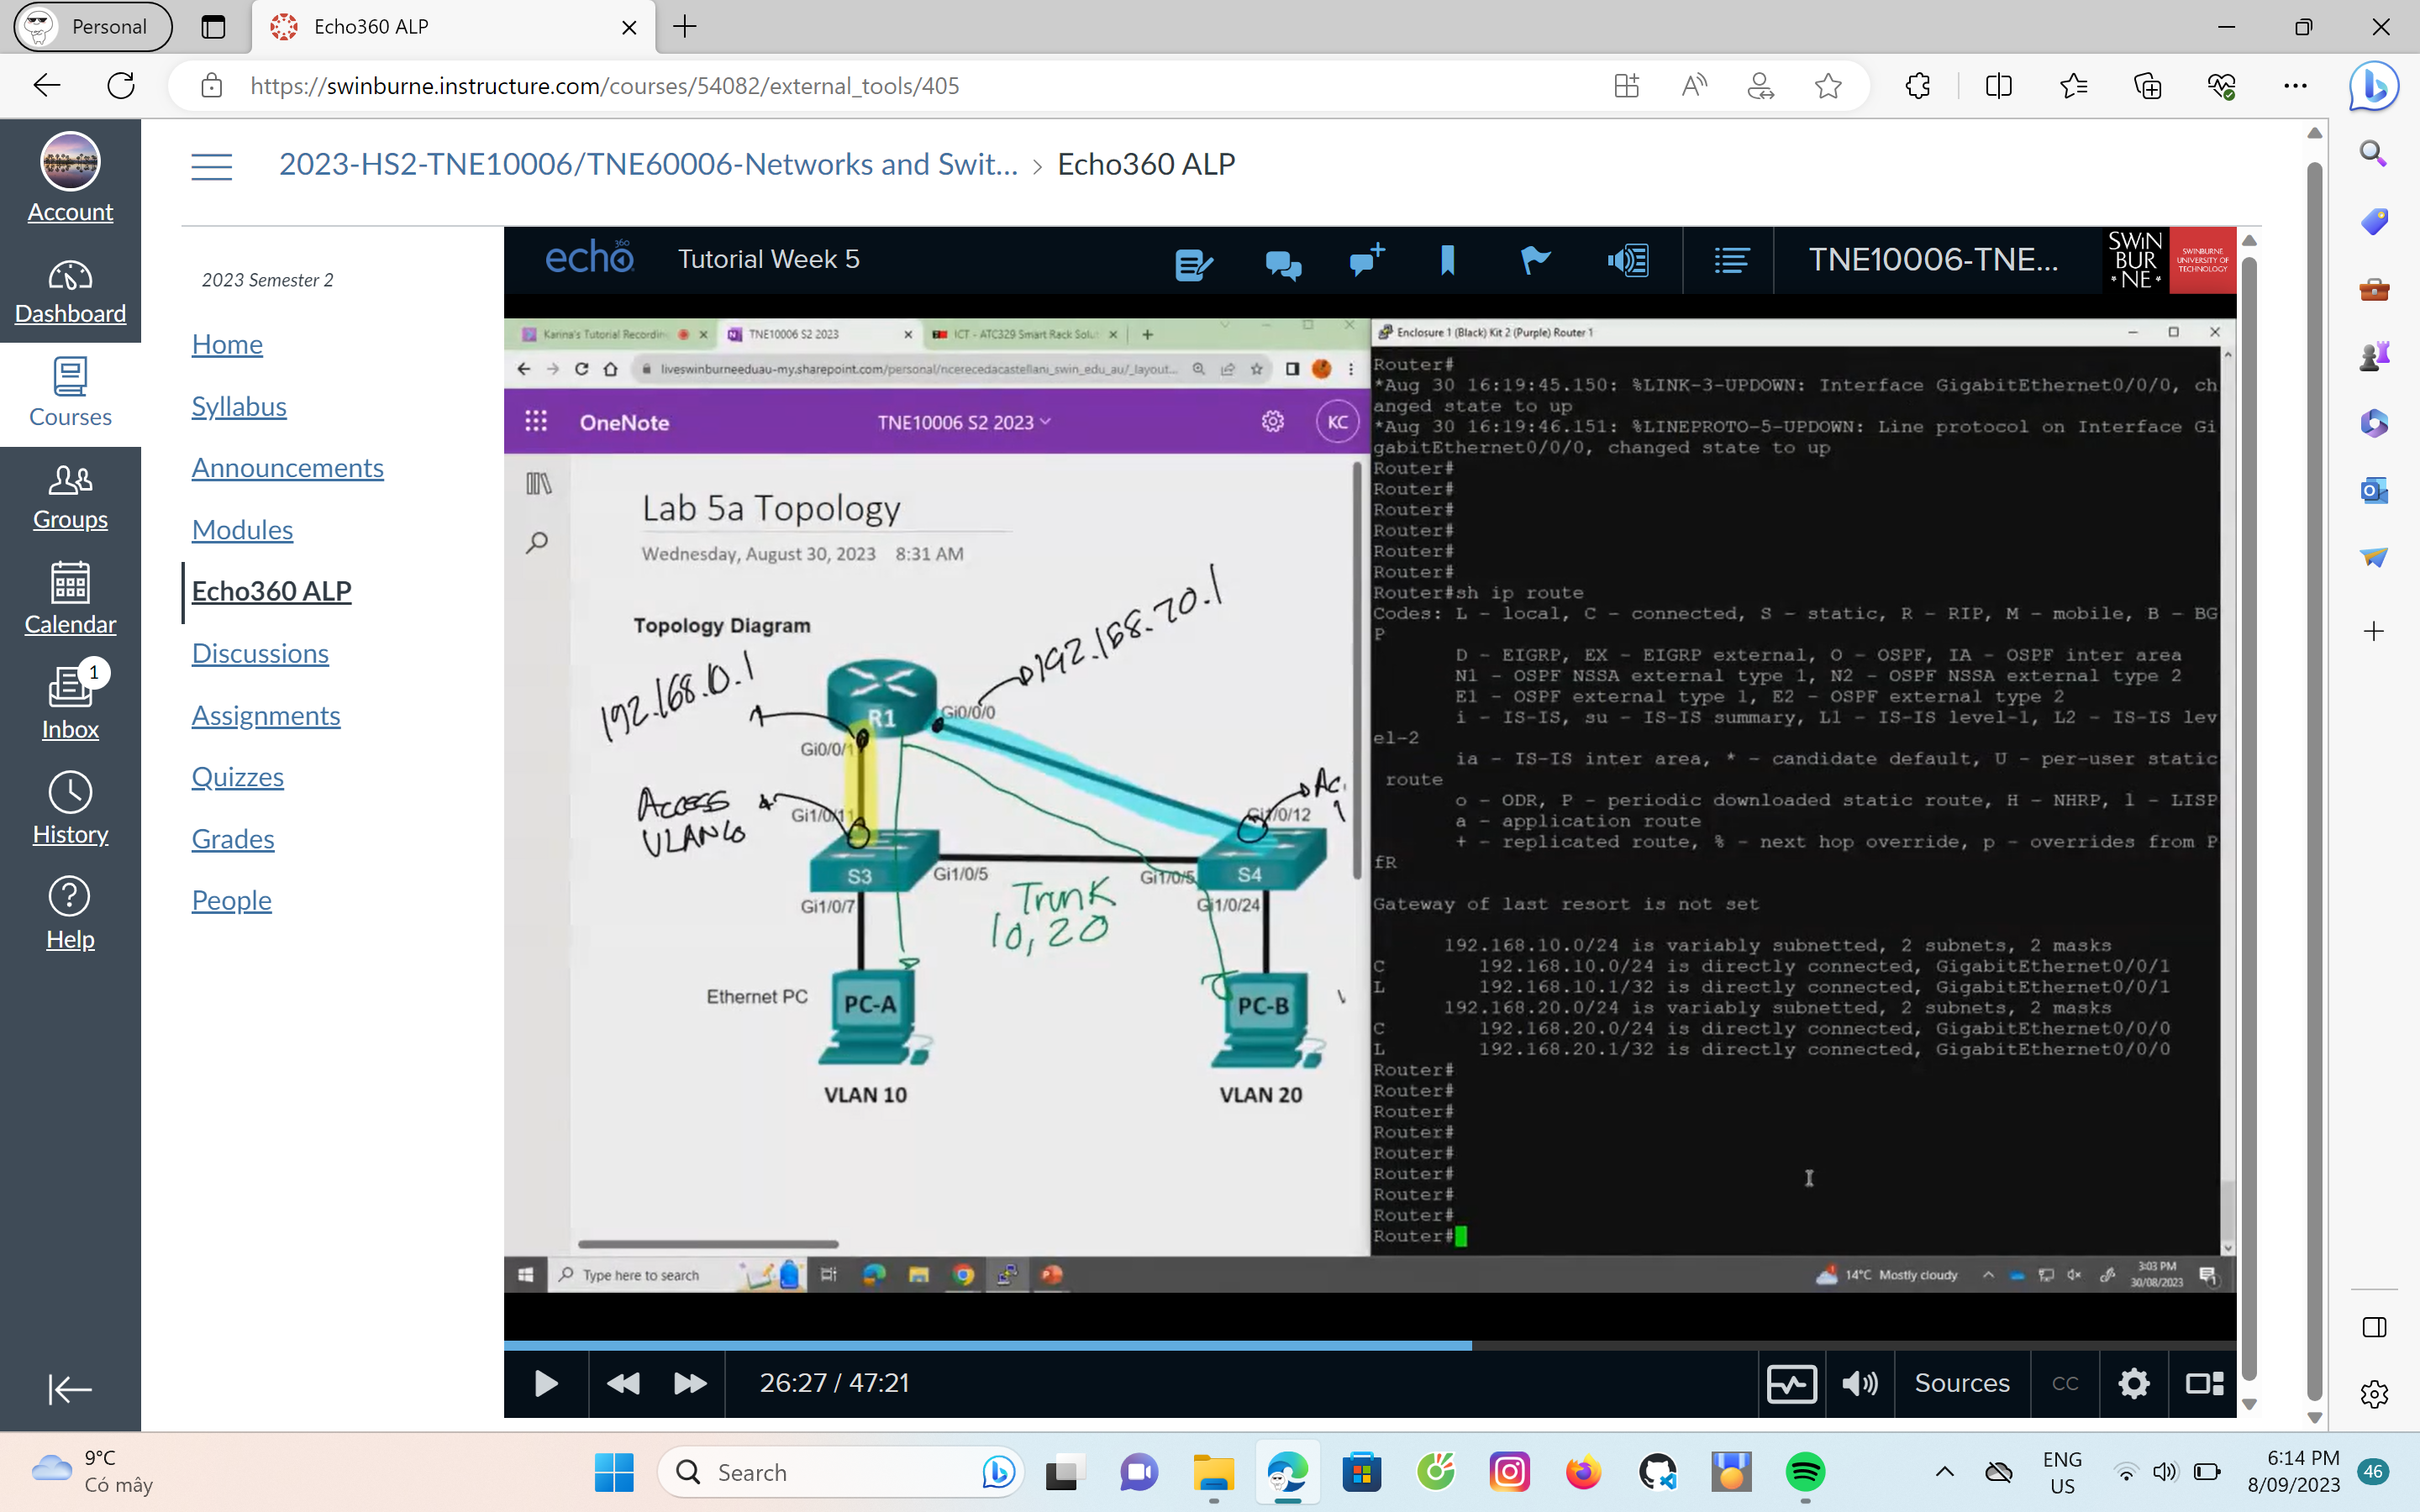 Personal
Echo360 ALP
https://swinburne.instructure.com/courses/54082/external_tools/405
2023-HS2-TNE10006/TNE60006-Networks and Swit... › Echo360 ALP
Account
Dashboard
Courses
Groups
Calendar
1
Inbox
History
Help
2023 Semester 2
Home
Syllabus
Announcements
Modules
Echo360 ALP
Discussions
Assignments
Quizzes
Grades
People
echo360
Tutorial Week 5
TNE10006-TNE...
SWIN
BUR
*NE*
SWINBURNE
UNIVERSITY OF
TECHNOLOGY
Karina's Tutorial Recordin
TNE10006 S2 2023
ICT - ATC329 Smart Rack Solu
liveswinburneeduau-my.sharepoint.com/personal/ncerecedacastellani_swin_edu_au/_layout...
OneNote
TNE10006 S2 2023
KC
Lab 5a Topology
Wednesday, August 30, 2023 8:31 AM
Topology Diagram
192.168.20.1
192.168.10.1
R1
Gi0/0/0
Gi0/0/1
Access
VLAN10
Gi1/0/11
Ac
Gi1/0/12
S3
Gi1/0/5
Gi1/0/5
S4
Trunk
10, 20
Gi1/0/7
Gi1/0/24
Ethernet PC
PC-A
PC-B
VLAN 10
VLAN 20
Enclosure 1 (Black) Kit 2 (Purple) Router 1
Router#
*Aug 30 16:19:45.150: %LINK-3-UPDOWN: Interface GigabitEthernet0/0/0, ch
anged state to up
*Aug 30 16:19:46.151: %LINEPROTO-5-UPDOWN: Line protocol on Interface Gi
gabitEthernet0/0/0, changed state to up
Router#
Router#
Router#
Router#
Router#
Router#
Router#sh ip route
Codes: L - local, C - connected, S - static, R - RIP, M - mobile, B - BG
P
D - EIGRP, EX - EIGRP external, O - OSPF, IA - OSPF inter area
N1 - OSPF NSSA external type 1, N2 - OSPF NSSA external type 2
E1 - OSPF external type 1, E2 - OSPF external type 2
i - IS-IS, su - IS-IS summary, L1 - IS-IS level-1, L2 - IS-IS lev
el-2
ia - IS-IS inter area, * - candidate default, U - per-user static
route
o - ODR, P - periodic downloaded static route, H - NHRP, l - LISP
a - application route
+ - replicated route, % - next hop override, p - overrides from P
fR
Gateway of last resort is not set
192.168.10.0/24 is variably subnetted, 2 subnets, 2 masks
C 192.168.10.0/24 is directly connected, GigabitEthernet0/0/1
L 192.168.10.1/32 is directly connected, GigabitEthernet0/0/1
192.168.20.0/24 is variably subnetted, 2 subnets, 2 masks
C 192.168.20.0/24 is directly connected, GigabitEthernet0/0/0
L 192.168.20.1/32 is directly connected, GigabitEthernet0/0/0
Router#
Router#
Router#
Router#
Router#
Router#
Router#
Router#
Router#
Type here to search
14°C Mostly cloudy
3:03 PM
30/08/2023
26:27 / 47:21
Sources
CC
9°C
Có mây
Search
ENG
US
6:14 PM
8/09/2023
46